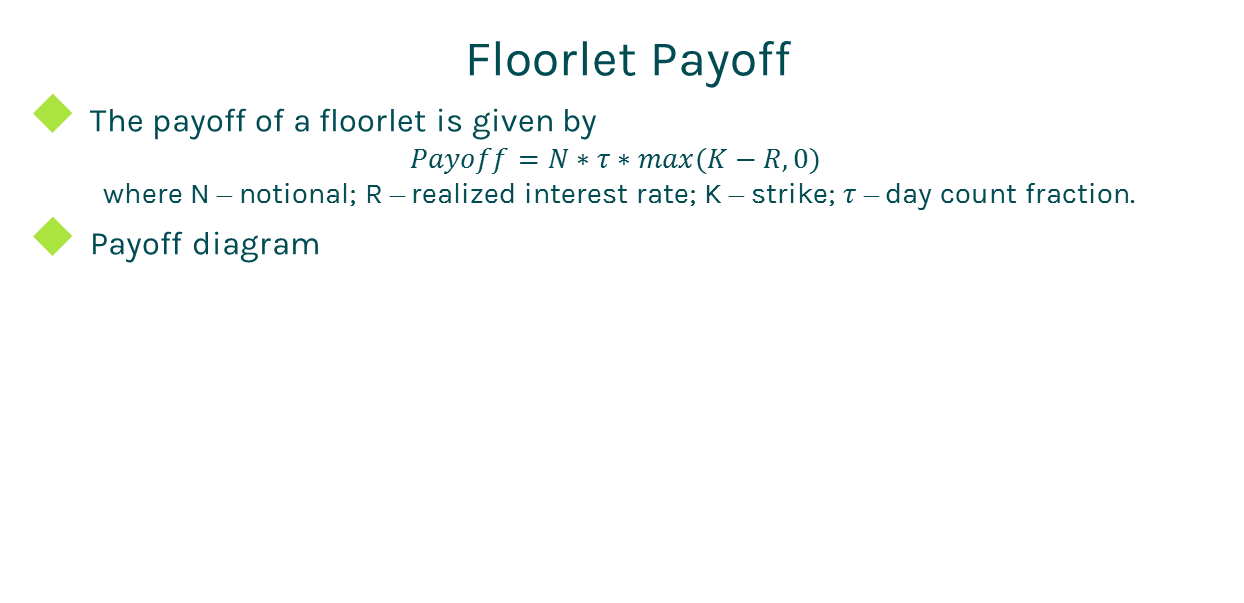 Floorlet Payoff
The payoff of a floorlet is given by
Payoff = N ∗ τ ∗ max(K − R, 0)
where N – notional; R – realized interest rate; K – strike; τ – day count fraction.
Payoff diagram